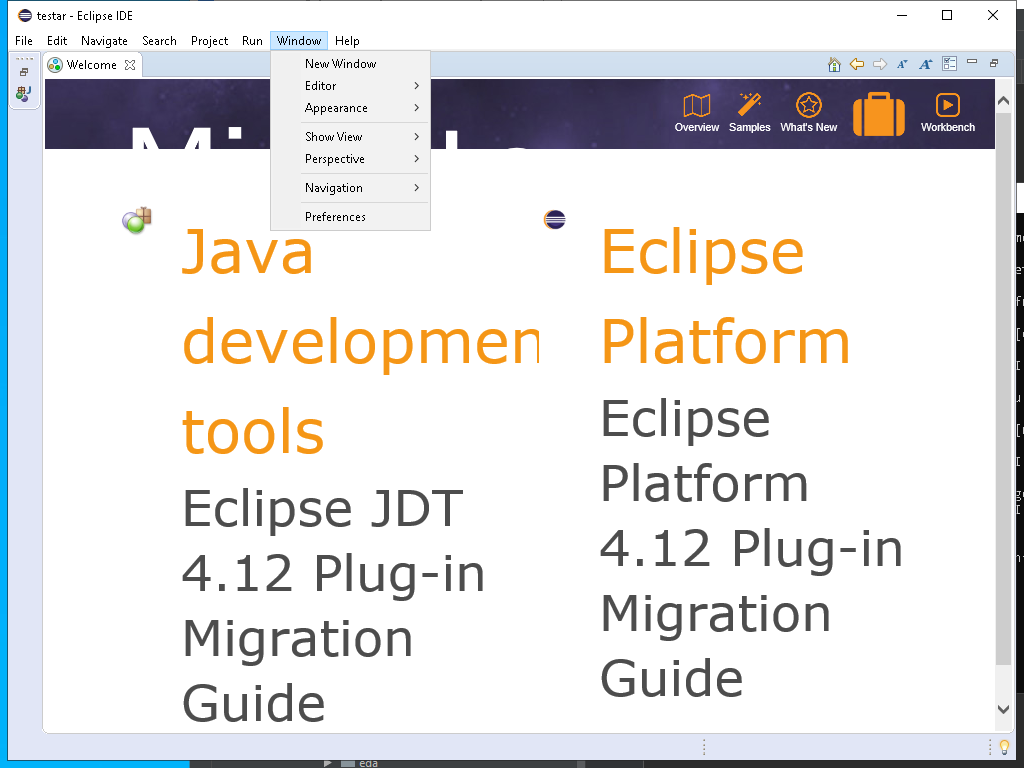 testar - Eclipse IDE
File Edit Navigate Search Project Run Window Help
Welcome
New Window
Editor
Appearance
Show View
Perspective
Navigation
Preferences
Overview Samples What's New Workbench
Java
developmen
tools
Eclipse JDT
4.12 Plug-in
Migration
Guide
Eclipse
Platform
Eclipse
Platform
4.12 Plug-in
Migration
Guide
eda